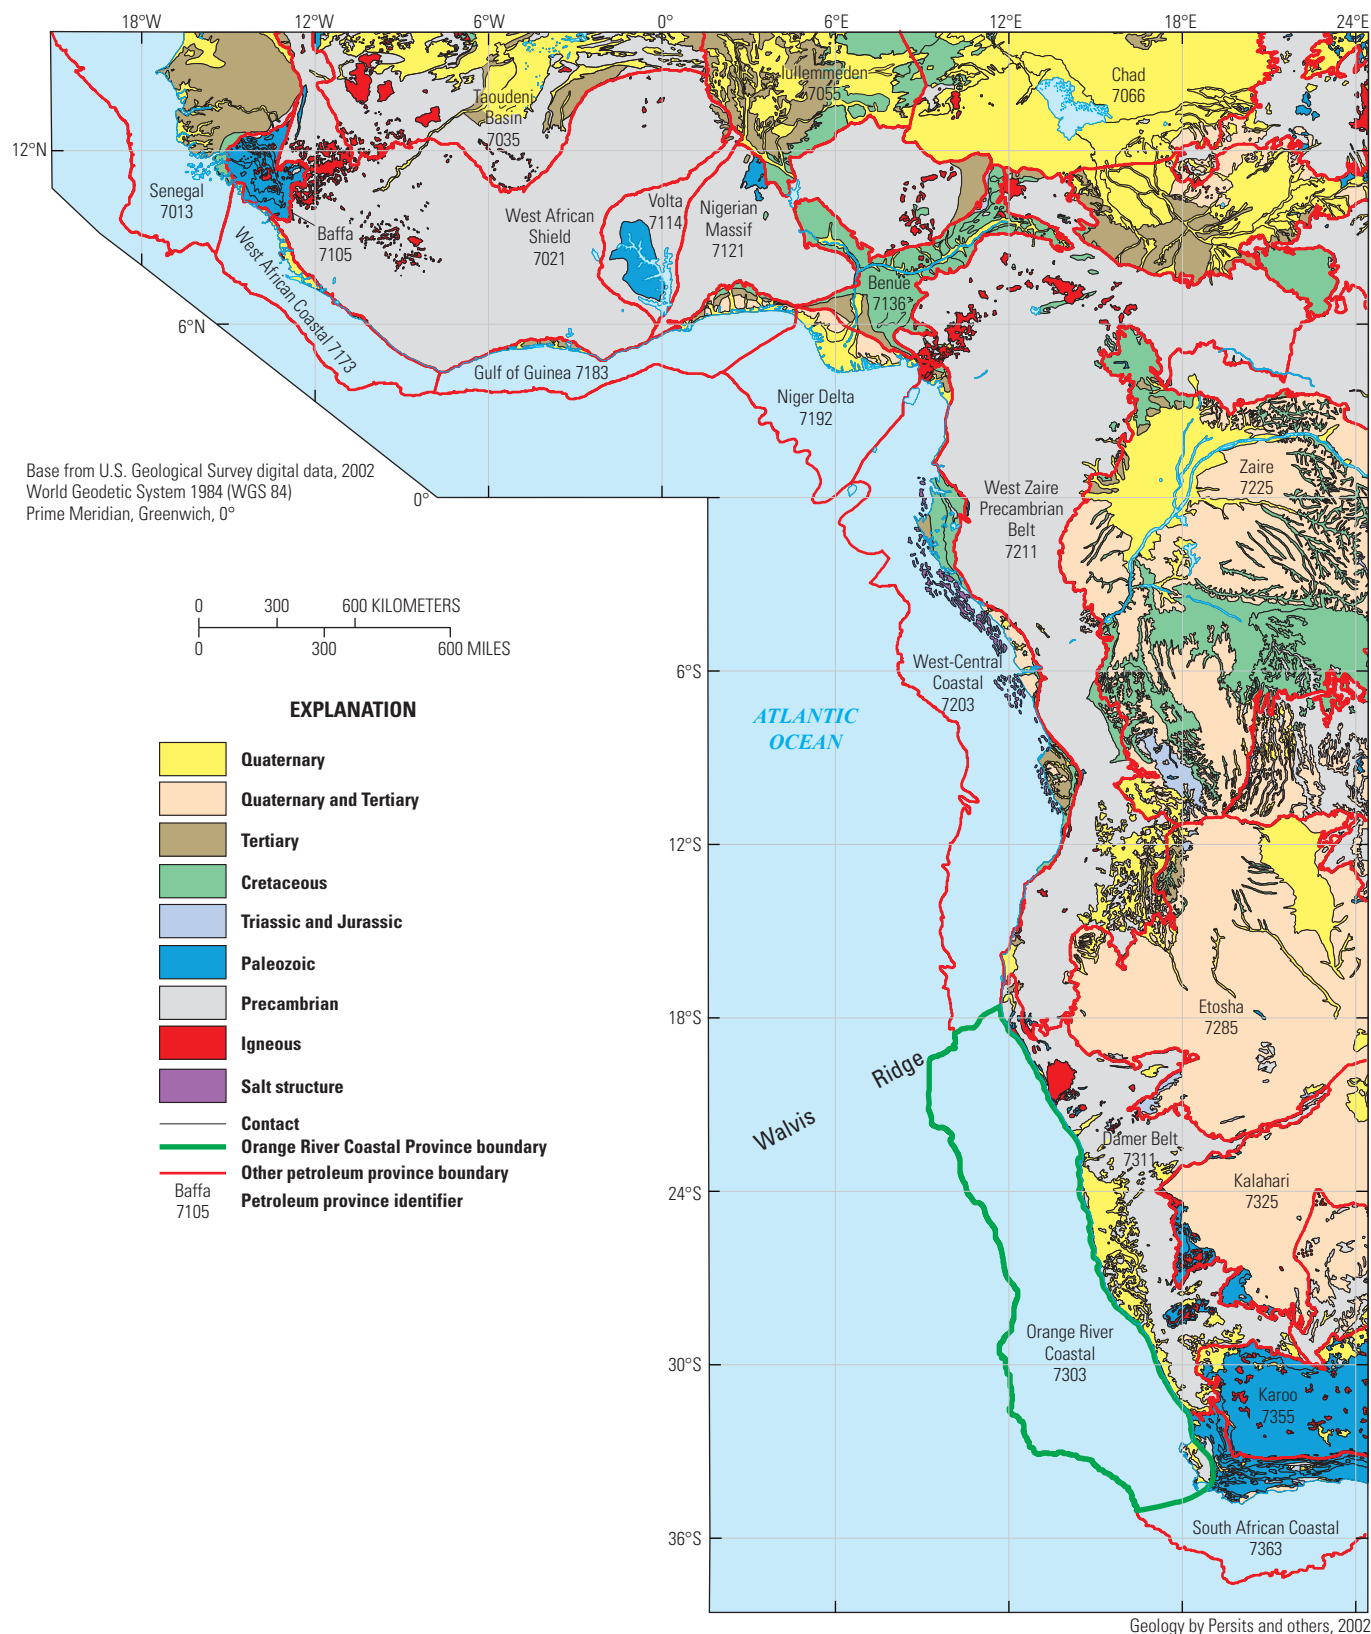 18°W 12°W 6°W 0° 6°E 12°E 18°E 24°E
12°N
6°N
0°
6°S
12°S
18°S
24°S
30°S
36°S
Senegal
7013
West African Coastal 7173
Baffa
7105
Taoudeni
Basin
7035
West African
Shield
7021
Volta
7114
Nigerian
Massif
7121
Iullemmeden
7055
Chad
7066
Benue
7136
Gulf of Guinea 7183
Niger Delta
7192
West Zaire
Precambrian
Belt
7211
Zaire
7225
West-Central
Coastal
7203
ATLANTIC
OCEAN
Etosha
7285
Walvis Ridge
Damer Belt
7311
Kalahari
7325
Orange River
Coastal
7303
Karoo
7355
South African Coastal
7363
Base from U.S. Geological Survey digital data, 2002
World Geodetic System 1984 (WGS 84)
Prime Meridian, Greenwich, 0°
0 300 600 KILOMETERS
0 300 600 MILES
EXPLANATION
Quaternary
Quaternary and Tertiary
Tertiary
Cretaceous
Triassic and Jurassic
Paleozoic
Precambrian
Igneous
Salt structure
Contact
Orange River Coastal Province boundary
Other petroleum province boundary
Baffa
7105
Petroleum province identifier
Geology by Persits and others, 2002